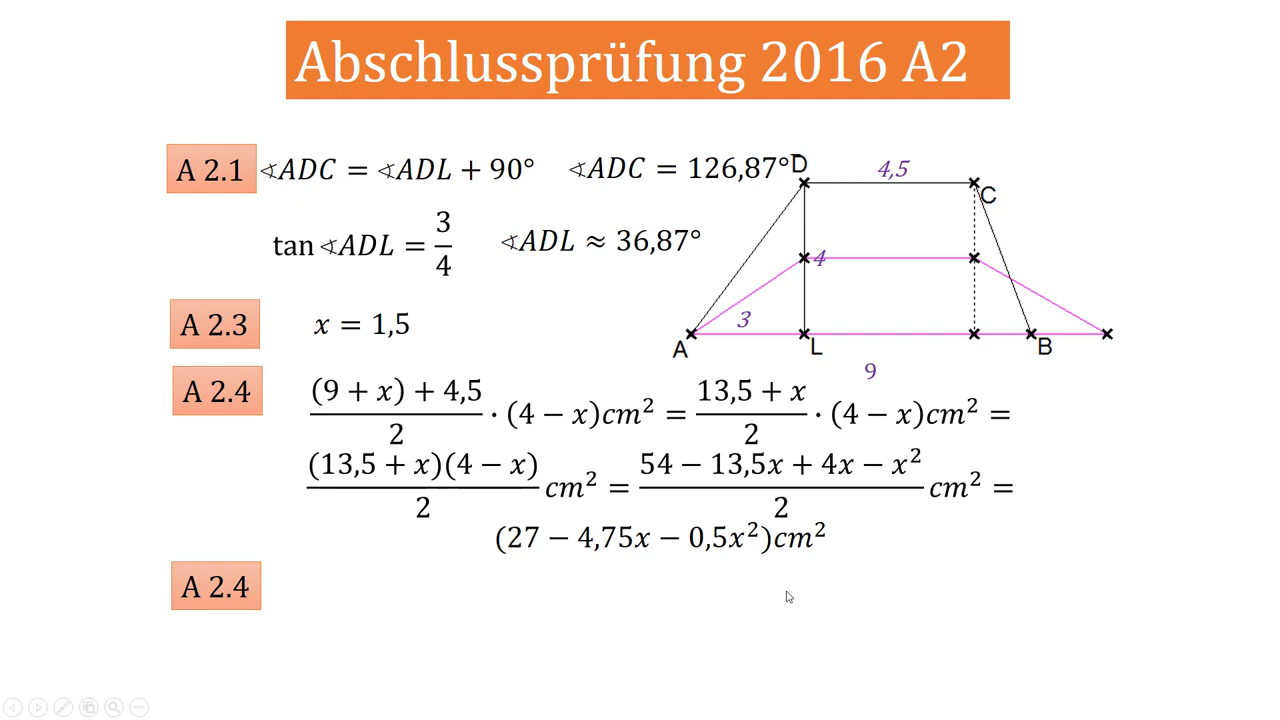 Abschlussprüfung 2016 A2
A 2.1 ∢ADC = ∢ADL + 90° ∢ADC = 126,87°
tan ∢ADL = 3/4 ∢ADL ≈ 36,87°
D
4,5
C
4
3
A
L
B
9
A 2.3 x = 1,5
A 2.4 ((9 + x) + 4,5)/2 · (4 − x)cm² = (13,5 + x)/2 · (4 − x)cm² =
((13,5 + x)(4 − x))/2 cm² = (54 − 13,5x + 4x − x²)/2 cm² =
(27 − 4,75x − 0,5x²)cm²
A 2.4